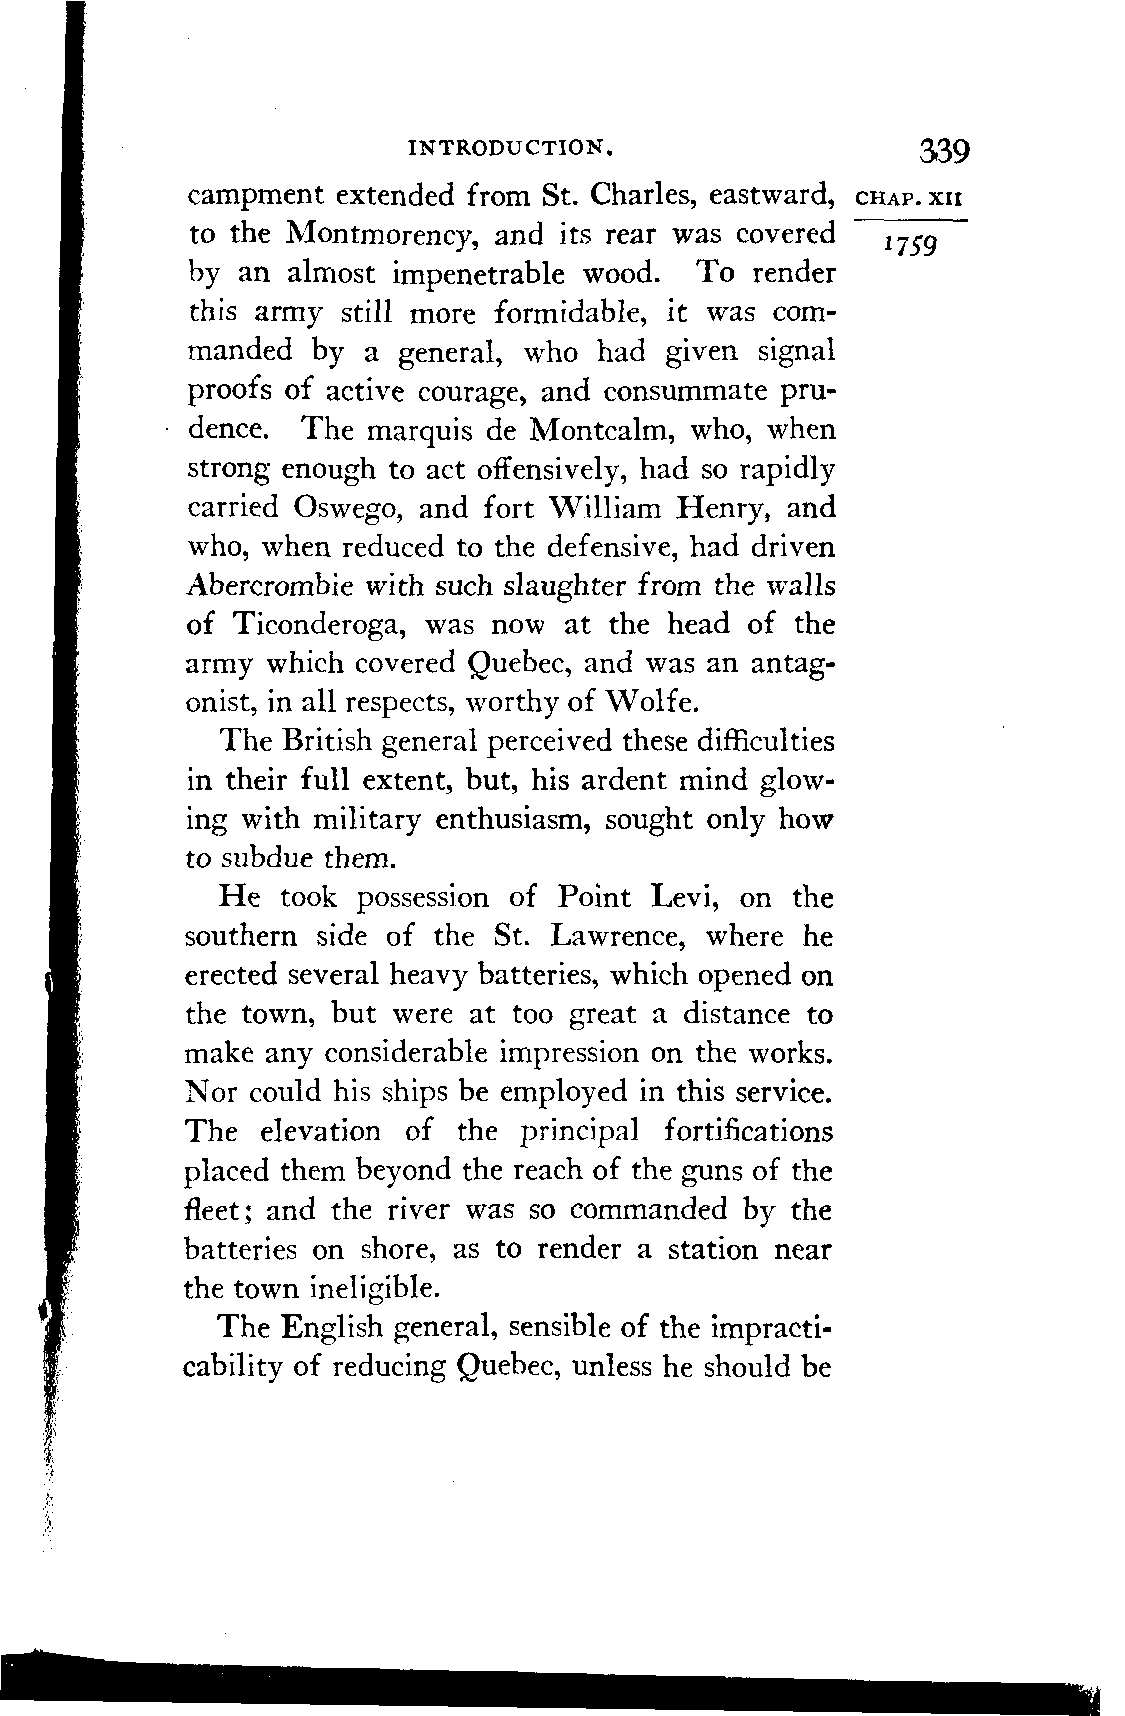 INTRODUCTION. 339
campment extended from St. Charles, eastward, CHAP. XII
to the Montmorency, and its rear was covered 1759
by an almost impenetrable wood. To render
this army still more formidable, it was com-
manded by a general, who had given signal
proofs of active courage, and consummate pru-
dence. The marquis de Montcalm, who, when
strong enough to act offensively, had so rapidly
carried Oswego, and fort William Henry, and
who, when reduced to the defensive, had driven
Abercrombie with such slaughter from the walls
of Ticonderoga, was now at the head of the
army which covered Quebec, and was an antag-
onist, in all respects, worthy of Wolfe.
The British general perceived these difficulties
in their full extent, but, his ardent mind glow-
ing with military enthusiasm, sought only how
to subdue them.
He took possession of Point Levi, on the
southern side of the St. Lawrence, where he
erected several heavy batteries, which opened on
the town, but were at too great a distance to
make any considerable impression on the works.
Nor could his ships be employed in this service.
The elevation of the principal fortifications
placed them beyond the reach of the guns of the
fleet; and the river was so commanded by the
batteries on shore, as to render a station near
the town ineligible.
The English general, sensible of the impracti-
cability of reducing Quebec, unless he should be